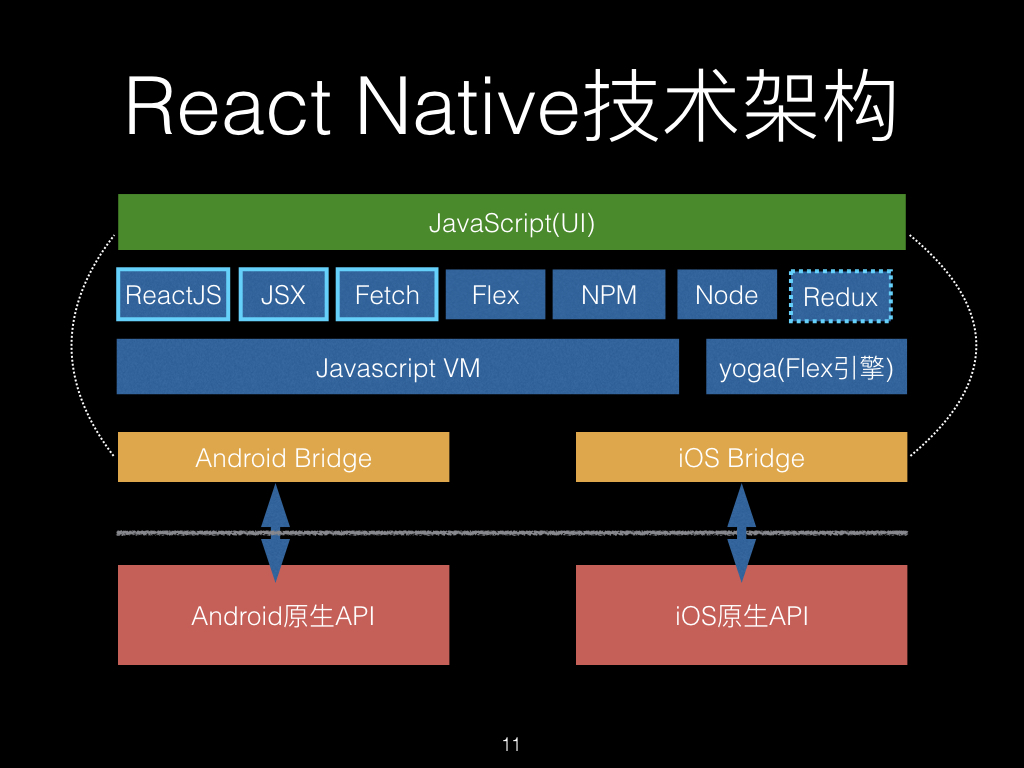 React Native技术架构
JavaScript(UI)
ReactJS
JSX
Fetch
Flex
NPM
Node
Redux
Javascript VM
yoga(Flex引擎)
Android Bridge
iOS Bridge
Android原生API
iOS原生API
11